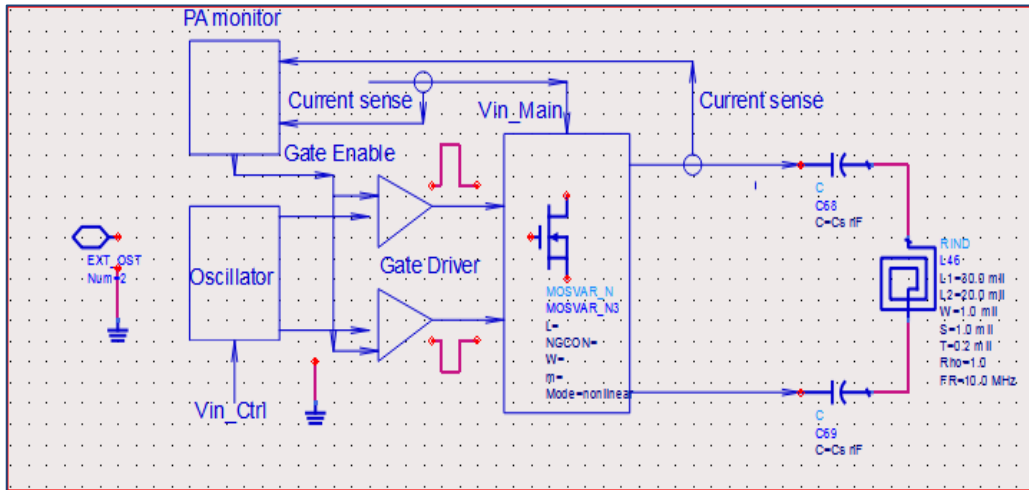 PA monitor
Current sense
Vin_Main
Current sense
Gate Enable
C
C68
C=Cs nF
EXT_OST
Num=2
Oscillator
Gate Driver
MOSVAR_N
MOSVAR_N3
L=
NGCON=
W=
m=
Mode=nonlinear
RIND
L46
L1=30.0 mil
L2=20.0 mil
W=1.0 mil
S=1.0 mil
T=0.2 mil
Rho=1.0
FR=10.0 MHz
Vin_Ctrl
C
C69
C=Cs nF